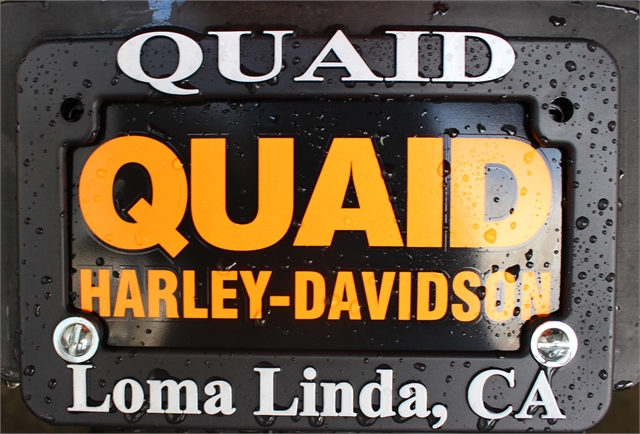 QUAID
QUAID
HARLEY-DAVIDSON
Loma Linda, CA